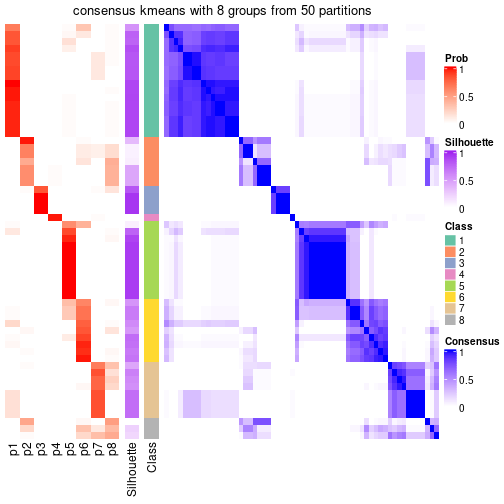 consensus kmeans with 8 groups from 50 partitions
Prob
1
0.5
0
Silhouette
1
0.5
0
Class
1
2
3
4
5
6
7
8
Consensus
1
0.5
0
p1
p2
p3
p4
p5
p6
p7
p8
Silhouette
Class